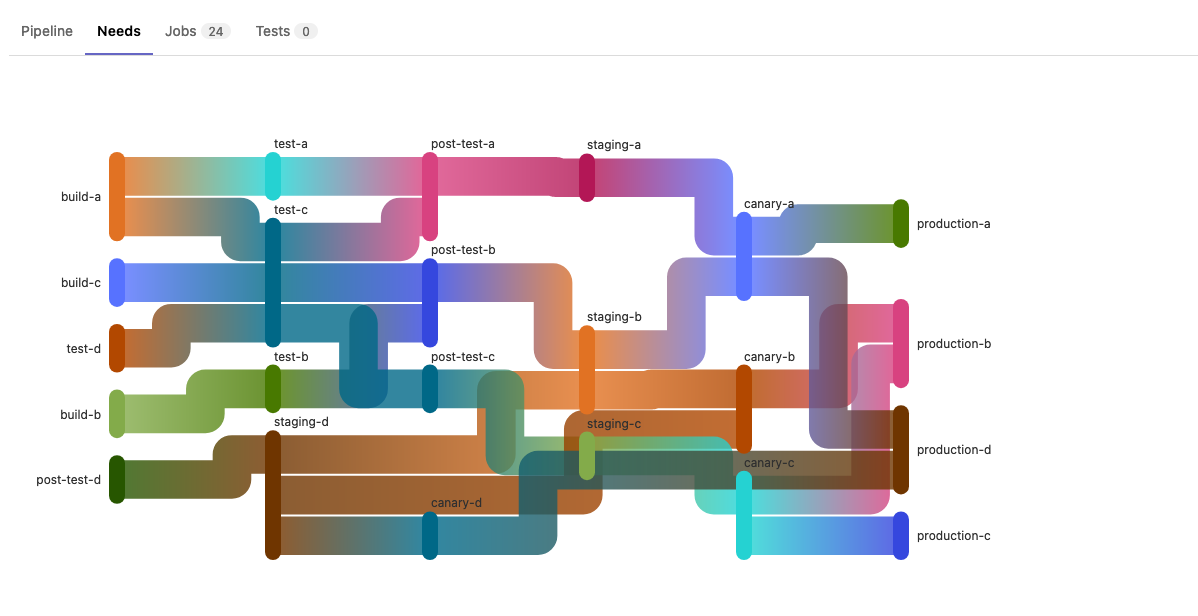 Pipeline Needs Jobs 24 Tests 0
test-a
post-test-a
staging-a
build-a
test-c
canary-a
production-a
post-test-b
build-c
staging-b
test-d
production-b
test-b
post-test-c
canary-b
build-b
staging-d
staging-c
production-d
canary-c
post-test-d
canary-d
production-c